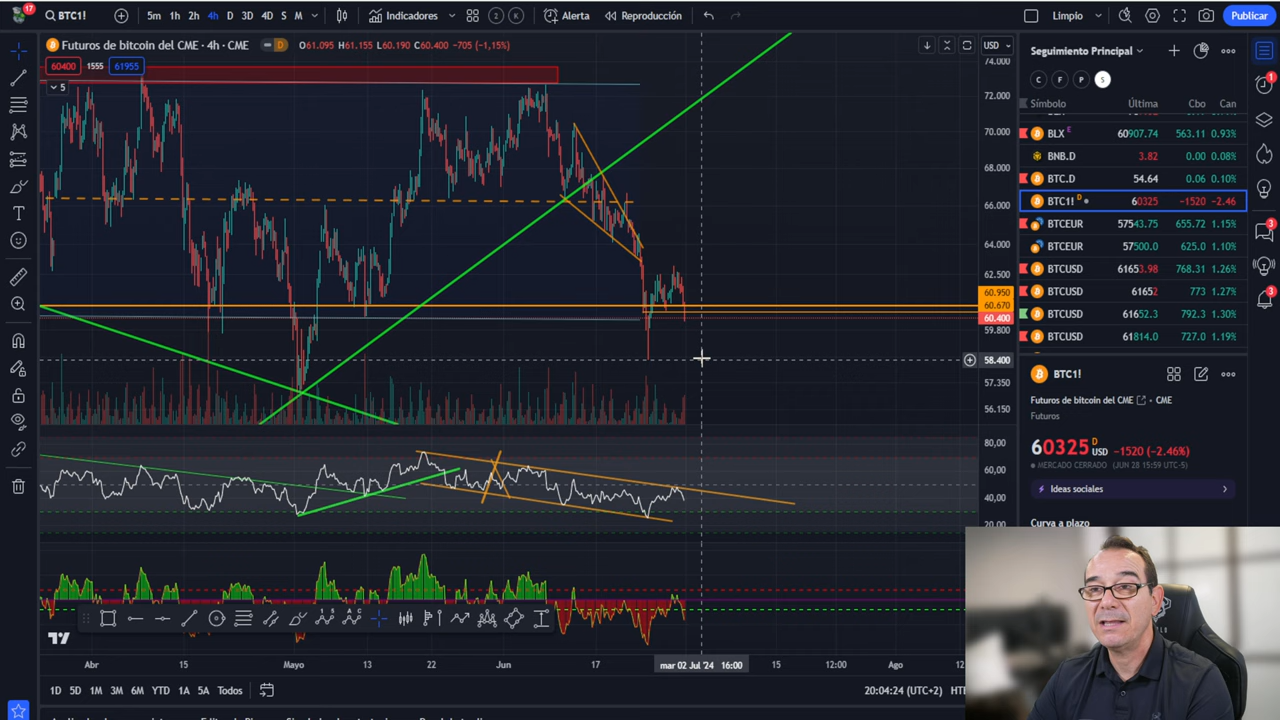 17
BTC1!
5m 1h 2h 4h D 3D 4D S M
Indicadores
2 K
Alerta
Reproducción
Limpio
Publicar
Futuros de bitcoin del CME · 4h · CME
D
O61.095 H61.155 L60.190 C60.400 −705 (−1,15%)
60400 1555 61955
5
USD
74.000
72.000
70.000
68.000
66.000
64.000
62.500
60.950
60.670
60.400
59.800
58.400
57.350
56.150
80,00
60,00
40,00
20,00
Abr 15 Mayo 13 22 Jun 17 mar 02 Jul '24 16:00 15 12:00 Ago
1D 5D 1M 3M 6M YTD 1A 5A Todos
20:04:24 (UTC+2)
Seguimiento Principal
C F P S
Símbolo Última Cbo Can
BLX E 60907.74 563.11 0.93%
BNB.D 3.82 0.00 0.08%
BTC.D 54.64 0.06 0.10%
BTC1! D 60325 −1520 −2.46
BTCEUR 57543.75 655.72 1.15%
BTCEUR 57500.0 625.0 1.10%
BTCUSD 61653.98 768.31 1.26%
BTCUSD 61652 773 1.27%
BTCUSD 61652.3 792.3 1.30%
BTCUSD 61814.0 727.0 1.19%
BTC1!
Futuros de bitcoin del CME · CME
Futuros
60325 D USD −1520 (−2.46%)
MERCADO CERRADO (JUN 28 15:59 UTC-5)
Ideas sociales
Curva a plazo
1
3
3